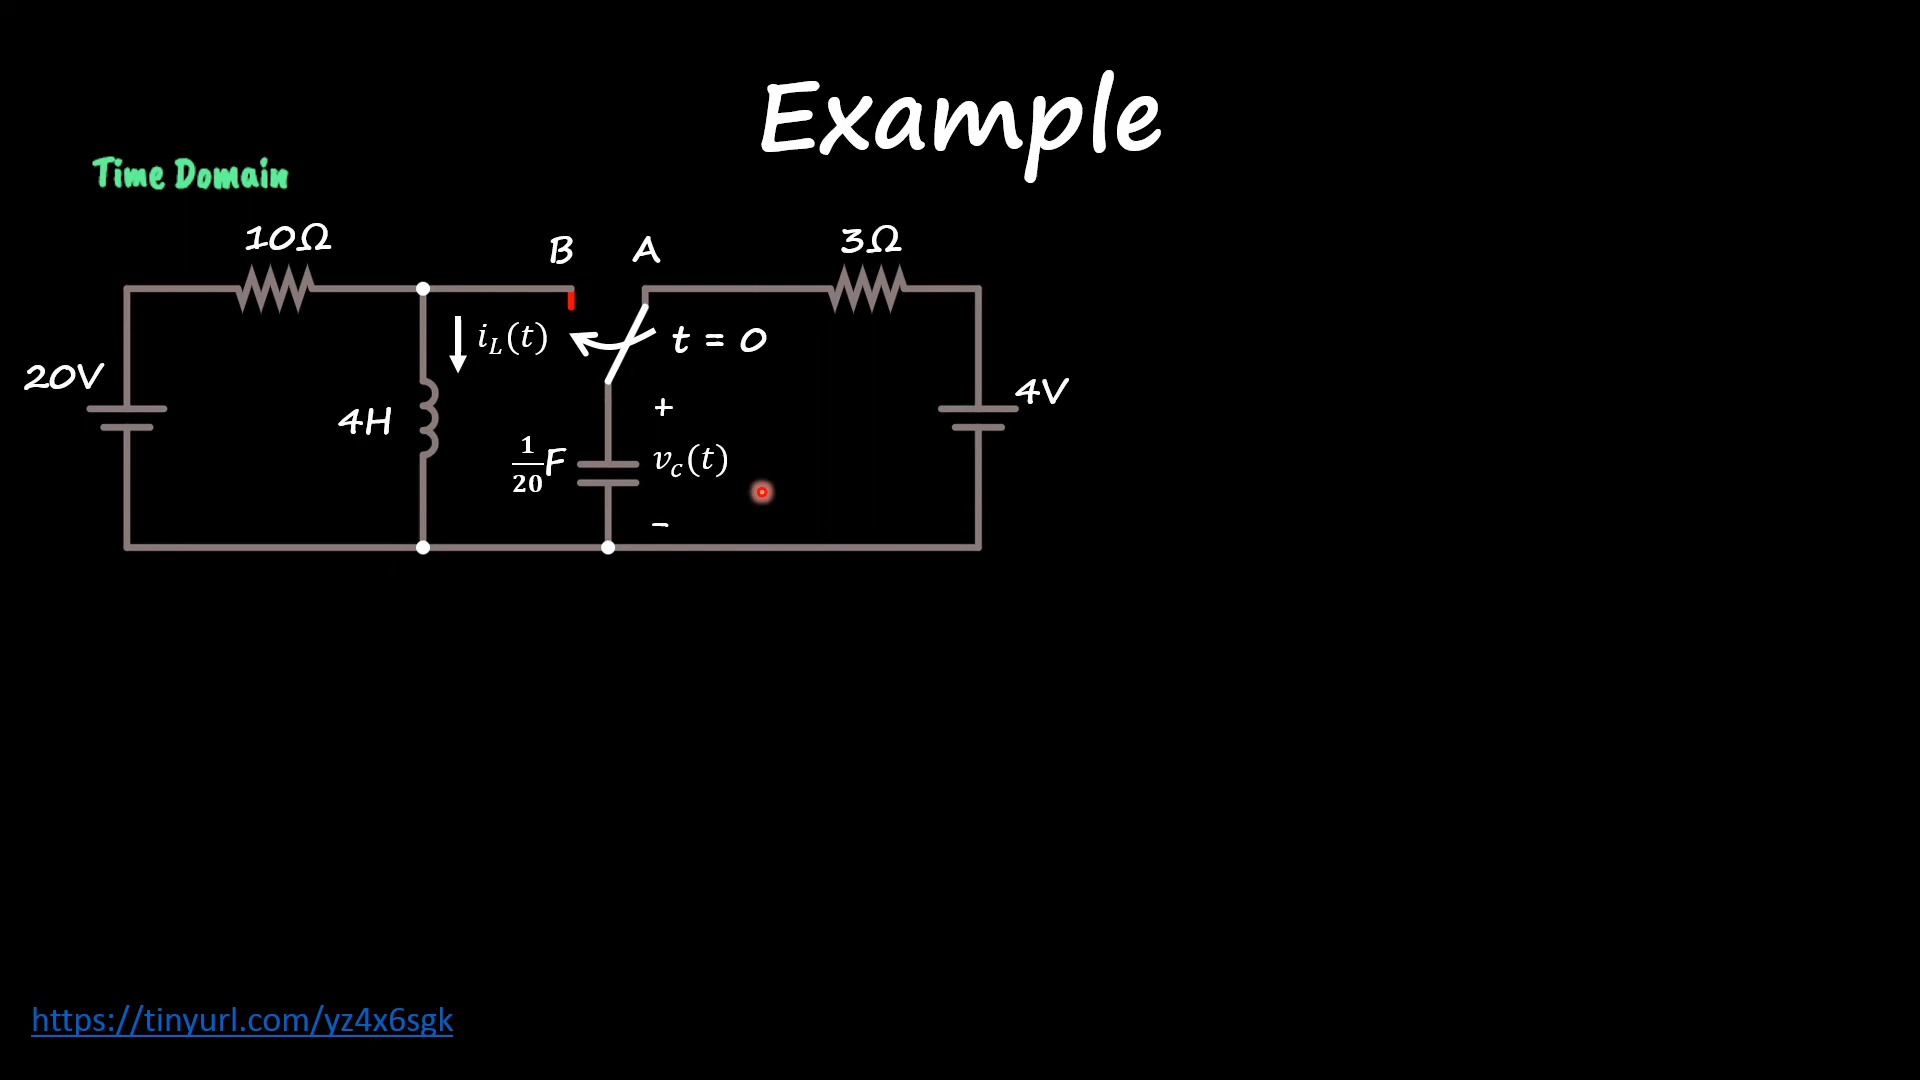 Example
Time Domain
10Ω
B
A
3Ω
i_L(t)
t = 0
20V
4V
4H
+
1/20 F
v_c(t)
-
https://tinyurl.com/yz4x6sgk